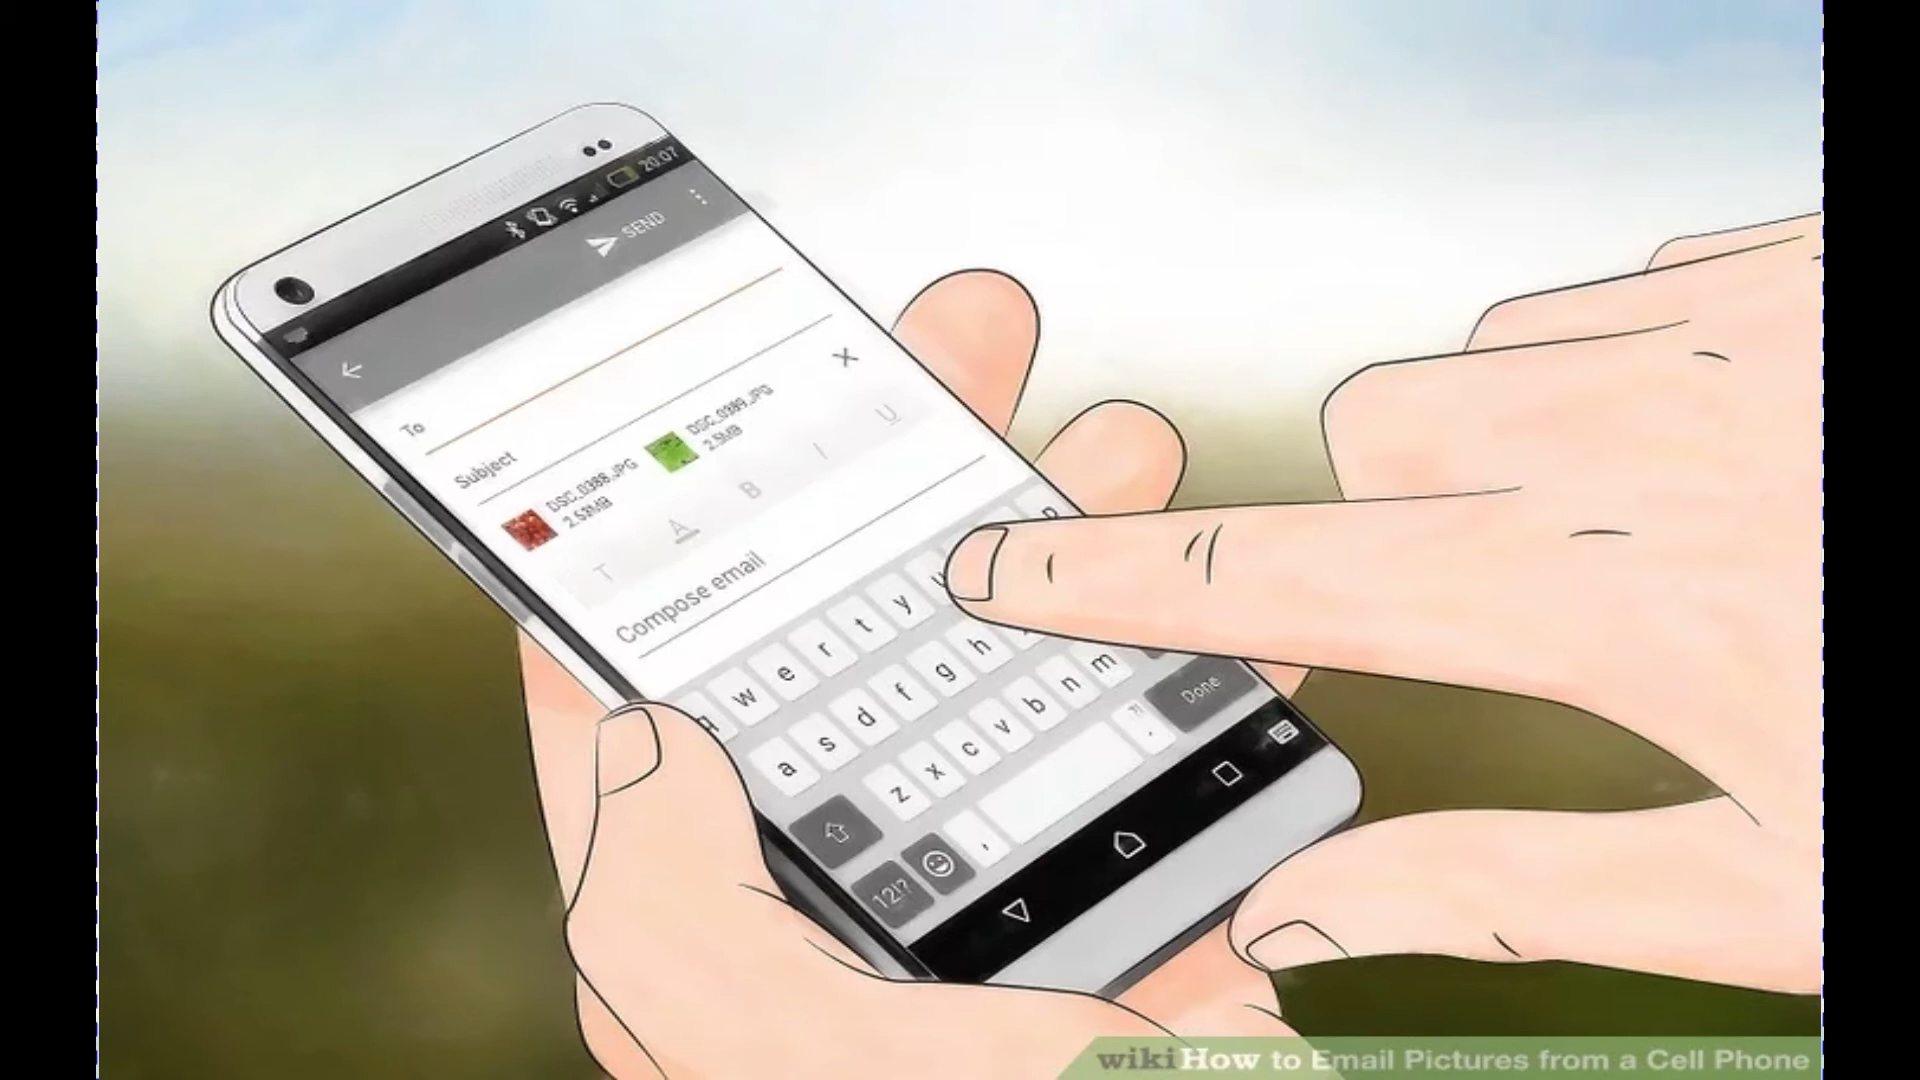 20:07
SEND
To
Subject
DSC_0388.JPG
2.53MB
DSC_0389.JPG
2.5MB
T A B I U
Compose email
q w e r t y u p
a s d f g h
z x c v b n m
, ?! . Done
12!?
wikiHow to Email Pictures from a Cell Phone